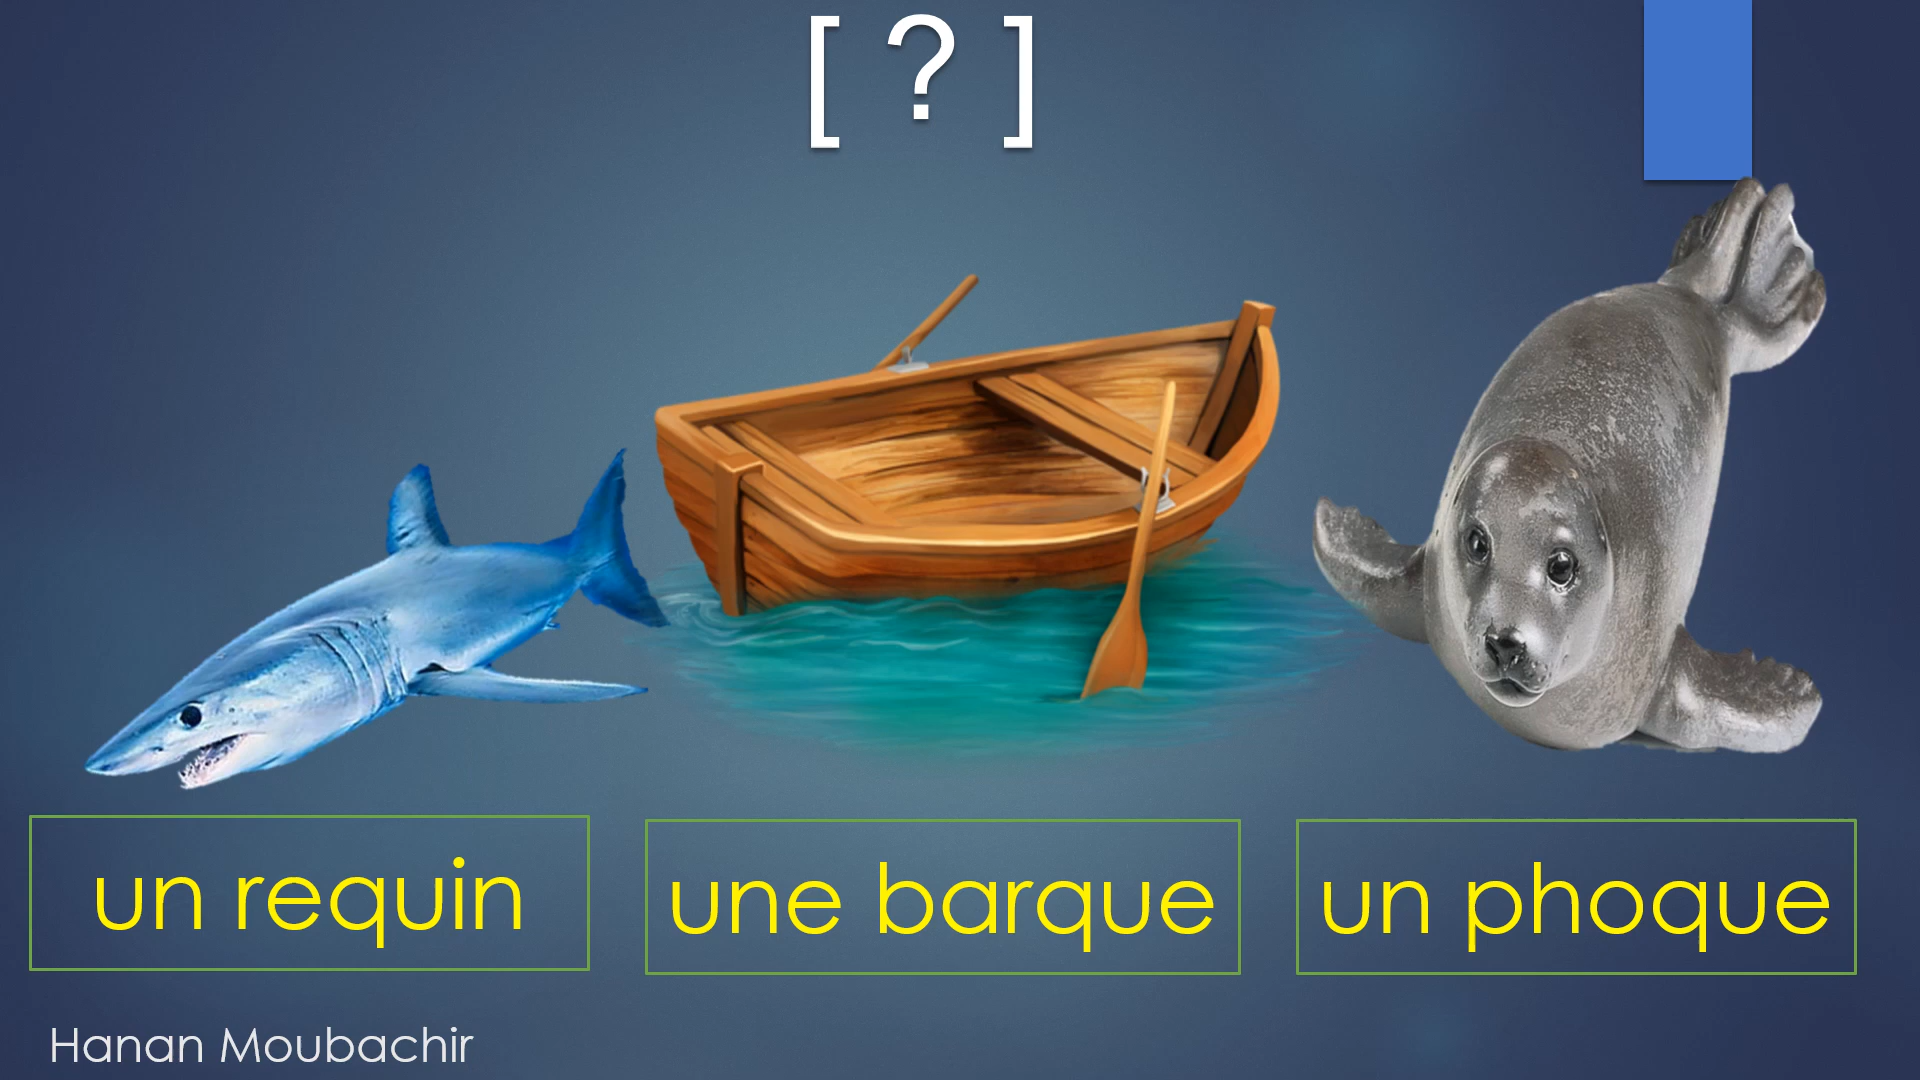 [ ? ]
un requin
une barque
un phoque
Hanan Moubachir